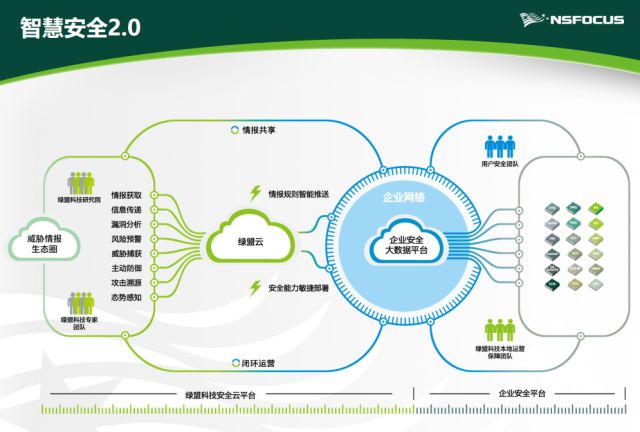 智慧安全2.0
NSFOCUS
情报共享
用户安全团队
绿盟科技研究院
情报获取
信息传递
漏洞分析
风险预警
威胁捕获
主动防御
攻击溯源
态势感知
情报规则智能推送
企业网络
威胁情报
生态圈
绿盟云
企业安全
大数据平台
安全能力敏捷部署
绿盟科技专家
团队
绿盟科技本地运营
保障团队
闭环运营
绿盟科技安全云平台
企业安全平台